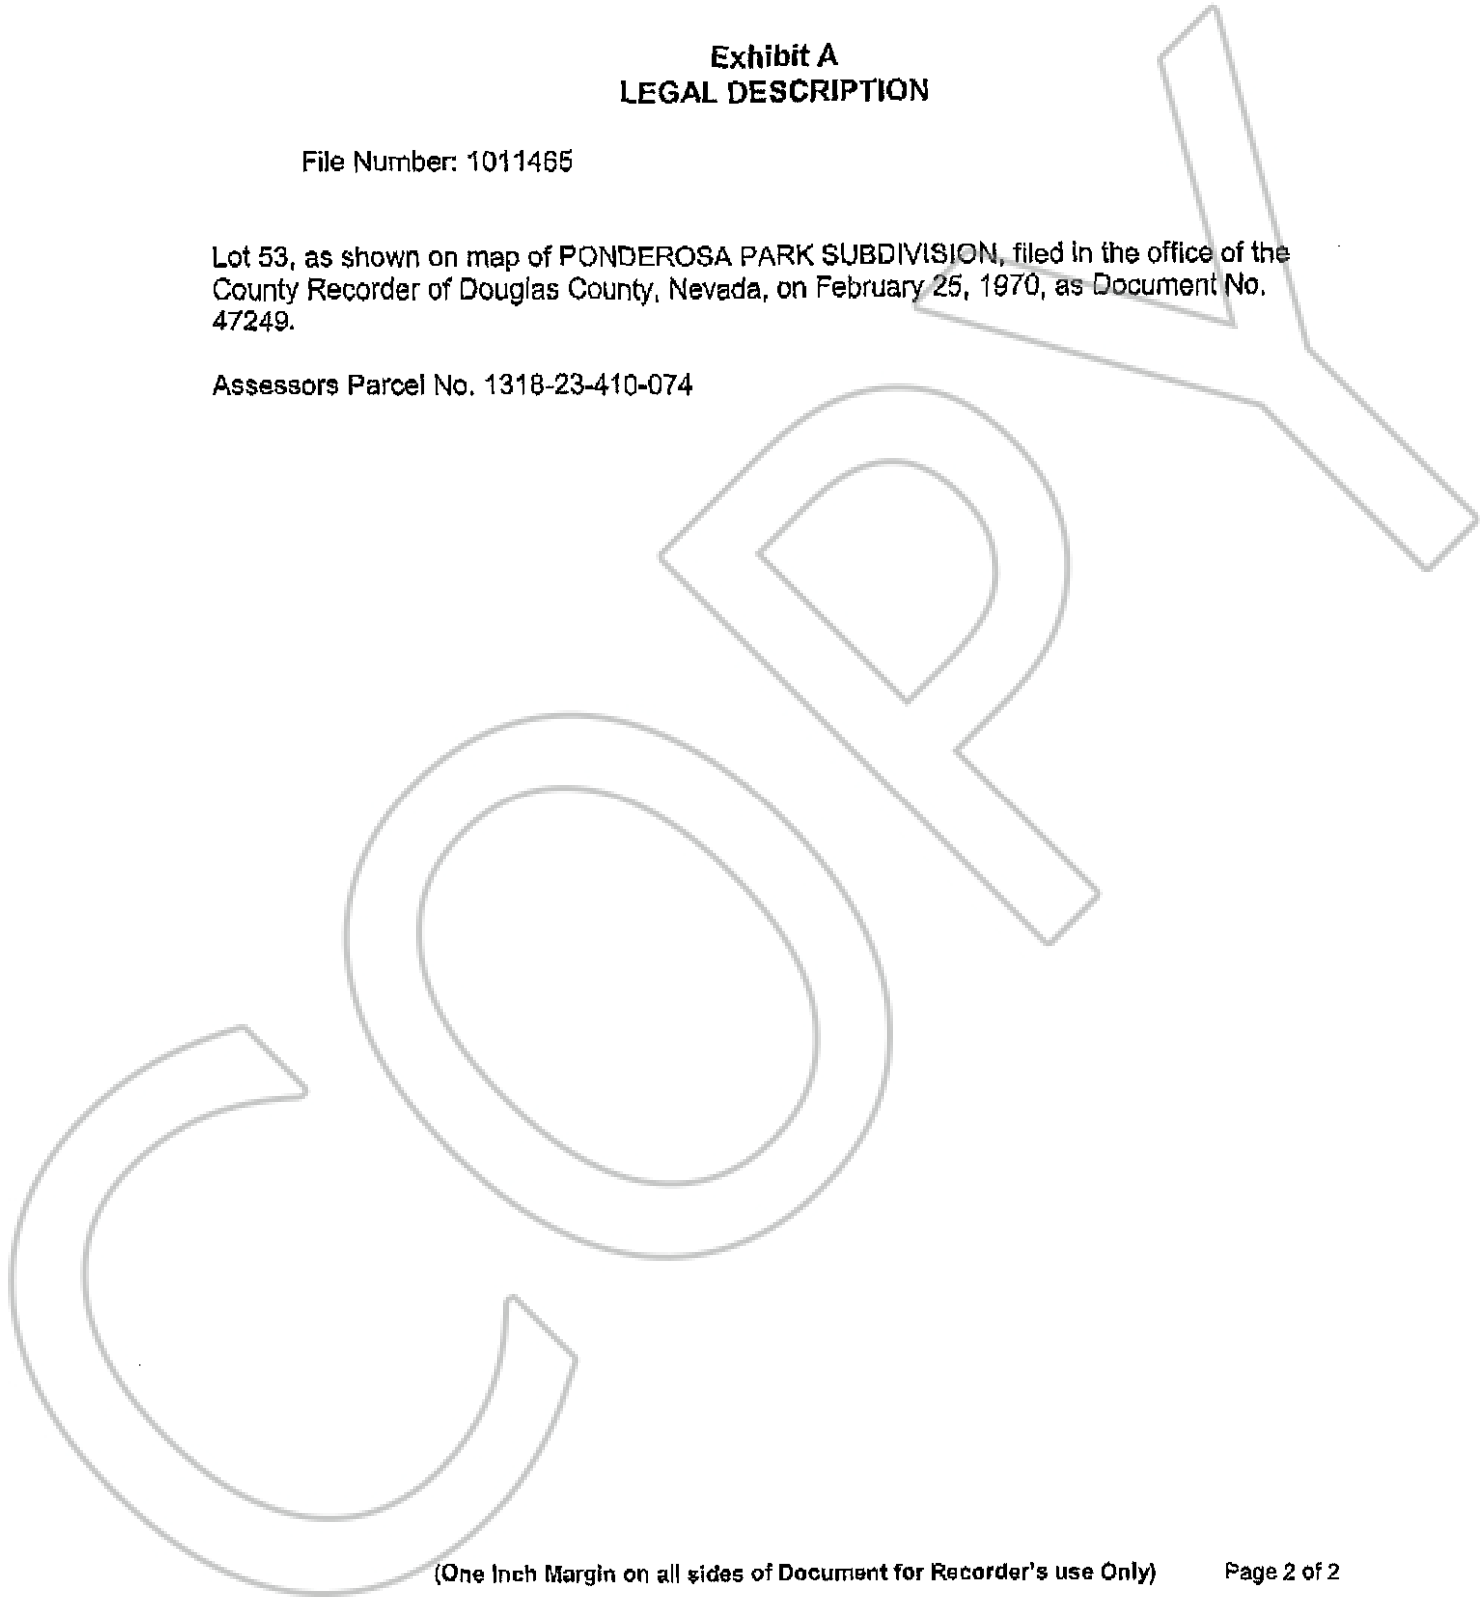 Exhibit A
LEGAL DESCRIPTION
File Number: 1011465
Lot 53, as shown on map of PONDEROSA PARK SUBDIVISION, filed in the office of the
County Recorder of Douglas County, Nevada, on February 25, 1970, as Document No.
47249.
Assessors Parcel No. 1318-23-410-074
COPY
(One Inch Margin on all sides of Document for Recorder's use Only) Page 2 of 2